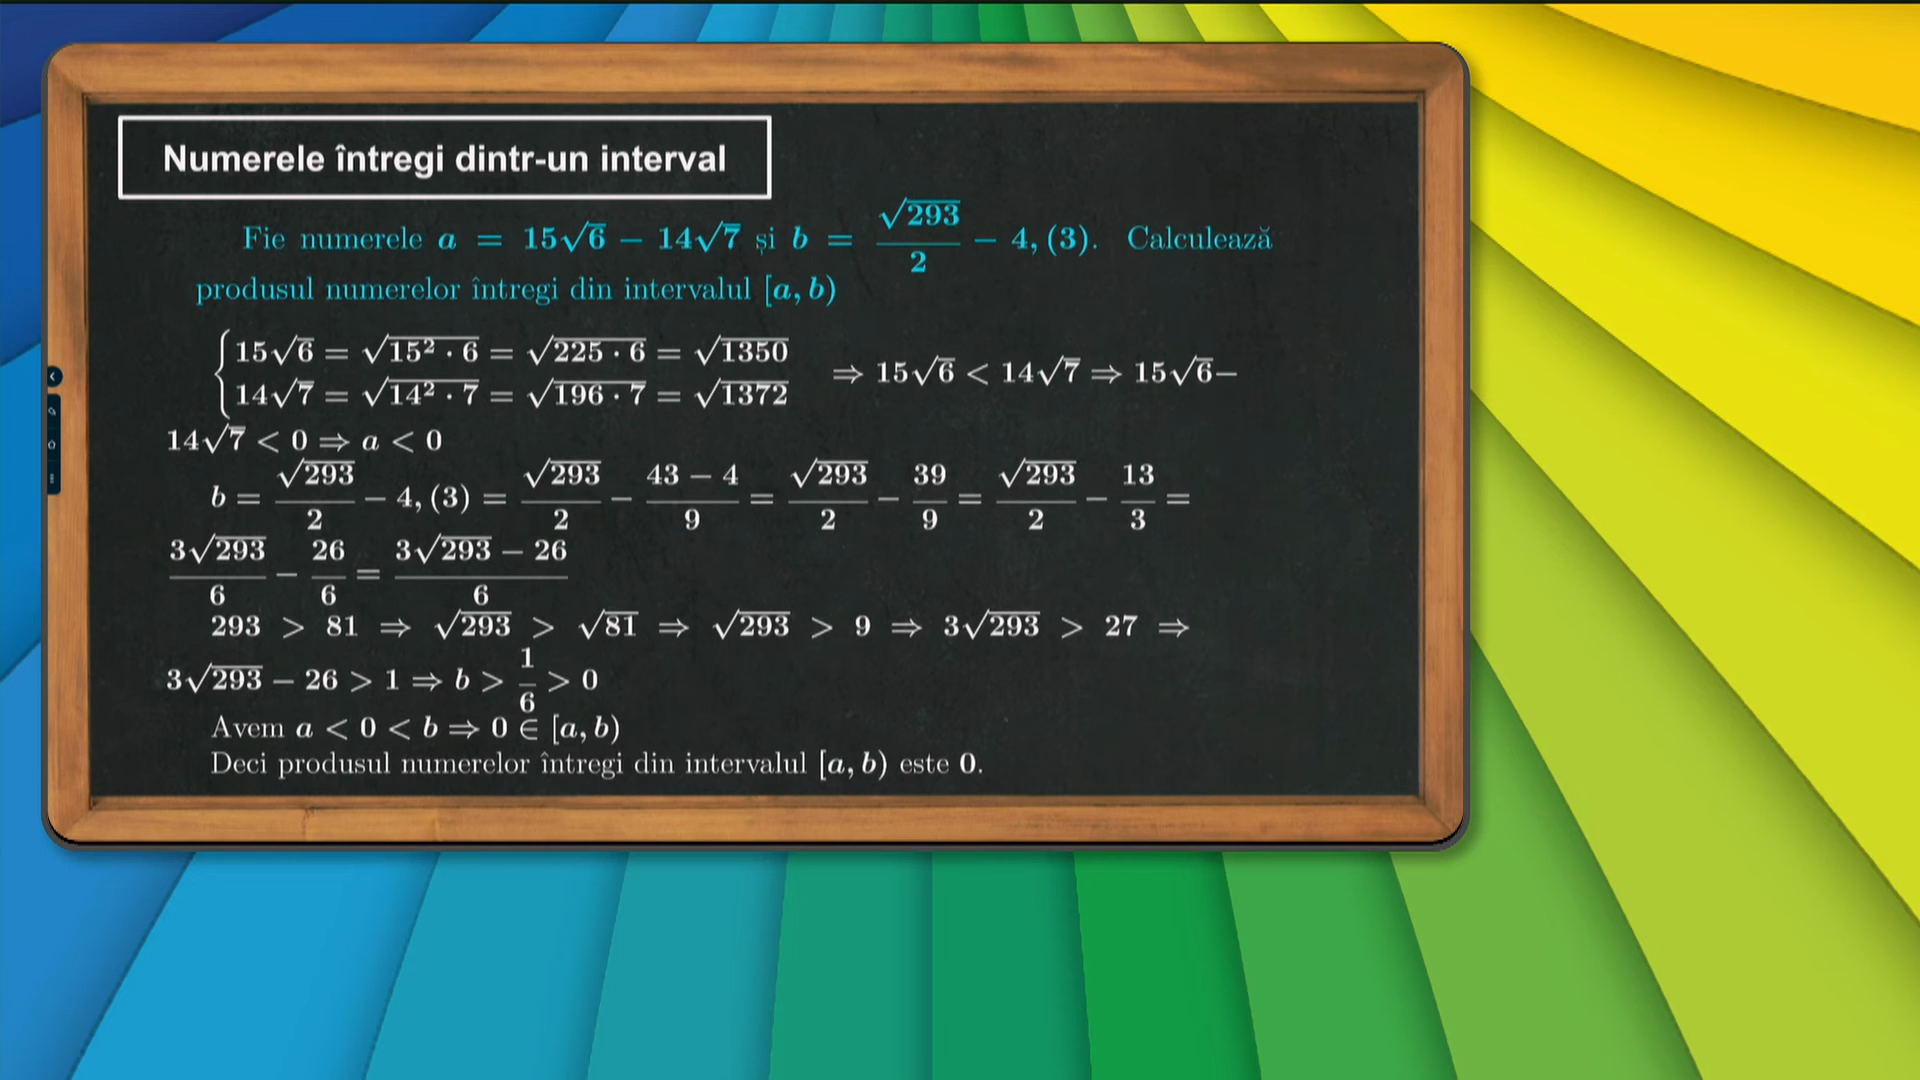 Numerele întregi dintr-un interval
Fie numerele a = 15√6 − 14√7 și b = √293/2 − 4,(3). Calculează
produsul numerelor întregi din intervalul [a, b)
{15√6 = √(15² · 6) = √(225 · 6) = √1350
{14√7 = √(14² · 7) = √(196 · 7) = √1372
⇒ 15√6 < 14√7 ⇒ 15√6−
14√7 < 0 ⇒ a < 0
b = √293/2 − 4,(3) = √293/2 − (43 − 4)/9 = √293/2 − 39/9 = √293/2 − 13/3 =
3√293/6 − 26/6 = (3√293 − 26)/6
293 > 81 ⇒ √293 > √81 ⇒ √293 > 9 ⇒ 3√293 > 27 ⇒
3√293 − 26 > 1 ⇒ b > 1/6 > 0
Avem a < 0 < b ⇒ 0 ∈ [a, b)
Deci produsul numerelor întregi din intervalul [a, b) este 0.